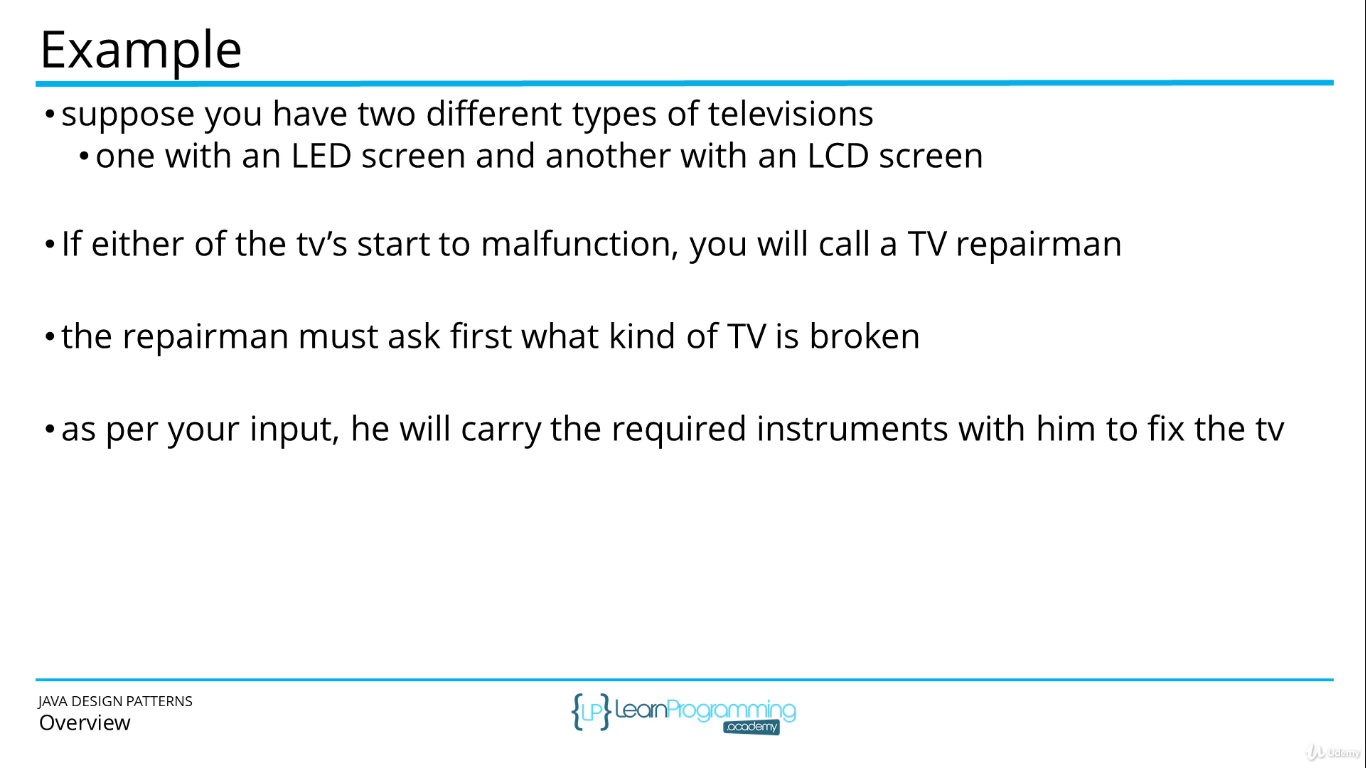 Example
• suppose you have two different types of televisions
• one with an LED screen and another with an LCD screen
• If either of the tv’s start to malfunction, you will call a TV repairman
• the repairman must ask first what kind of TV is broken
• as per your input, he will carry the required instruments with him to fix the tv
JAVA DESIGN PATTERNS
Overview
{LP} LearnProgramming
.academy
Udemy